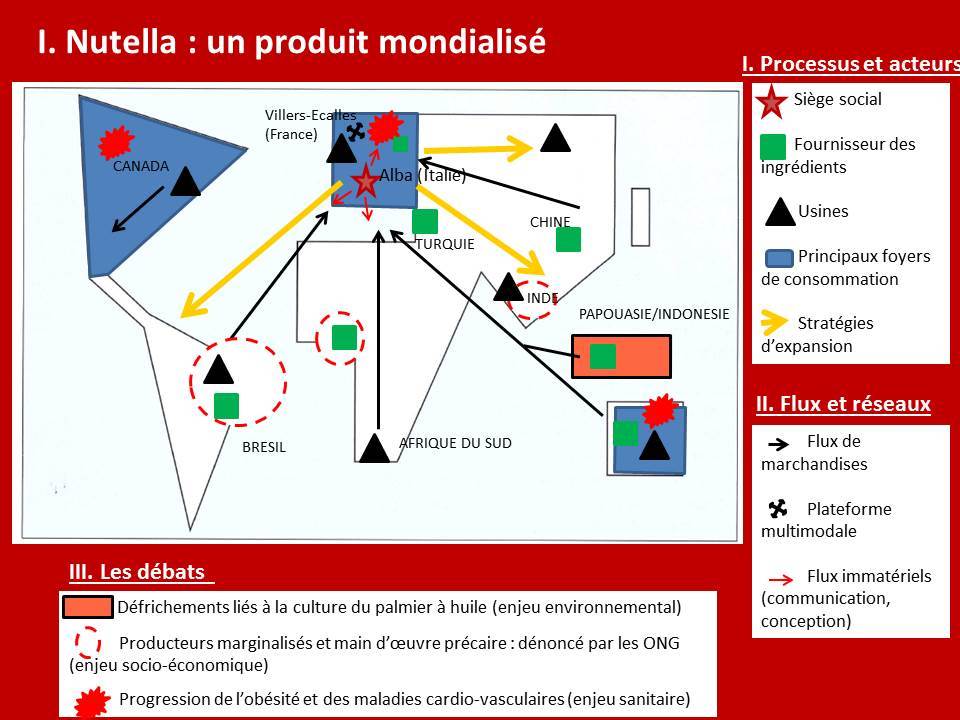 I. Nutella : un produit mondialisé
Villers-Ecalles
(France)
CANADA
Alba (Italie)
CHINE
TURQUIE
INDE
PAPOUASIE/INDONESIE
AFRIQUE DU SUD
BRESIL
I. Processus et acteurs
Siège social
Fournisseur des
ingrédients
Usines
Principaux foyers
de consommation
Stratégies
d’expansion
II. Flux et réseaux
Flux de
marchandises
Plateforme
multimodale
Flux immatériels
(communication,
conception)
III. Les débats
Défrichements liés à la culture du palmier à huile (enjeu environnemental)
Producteurs marginalisés et main d’œuvre précaire : dénoncé par les ONG
(enjeu socio-économique)
Progression de l’obésité et des maladies cardio-vasculaires (enjeu sanitaire)